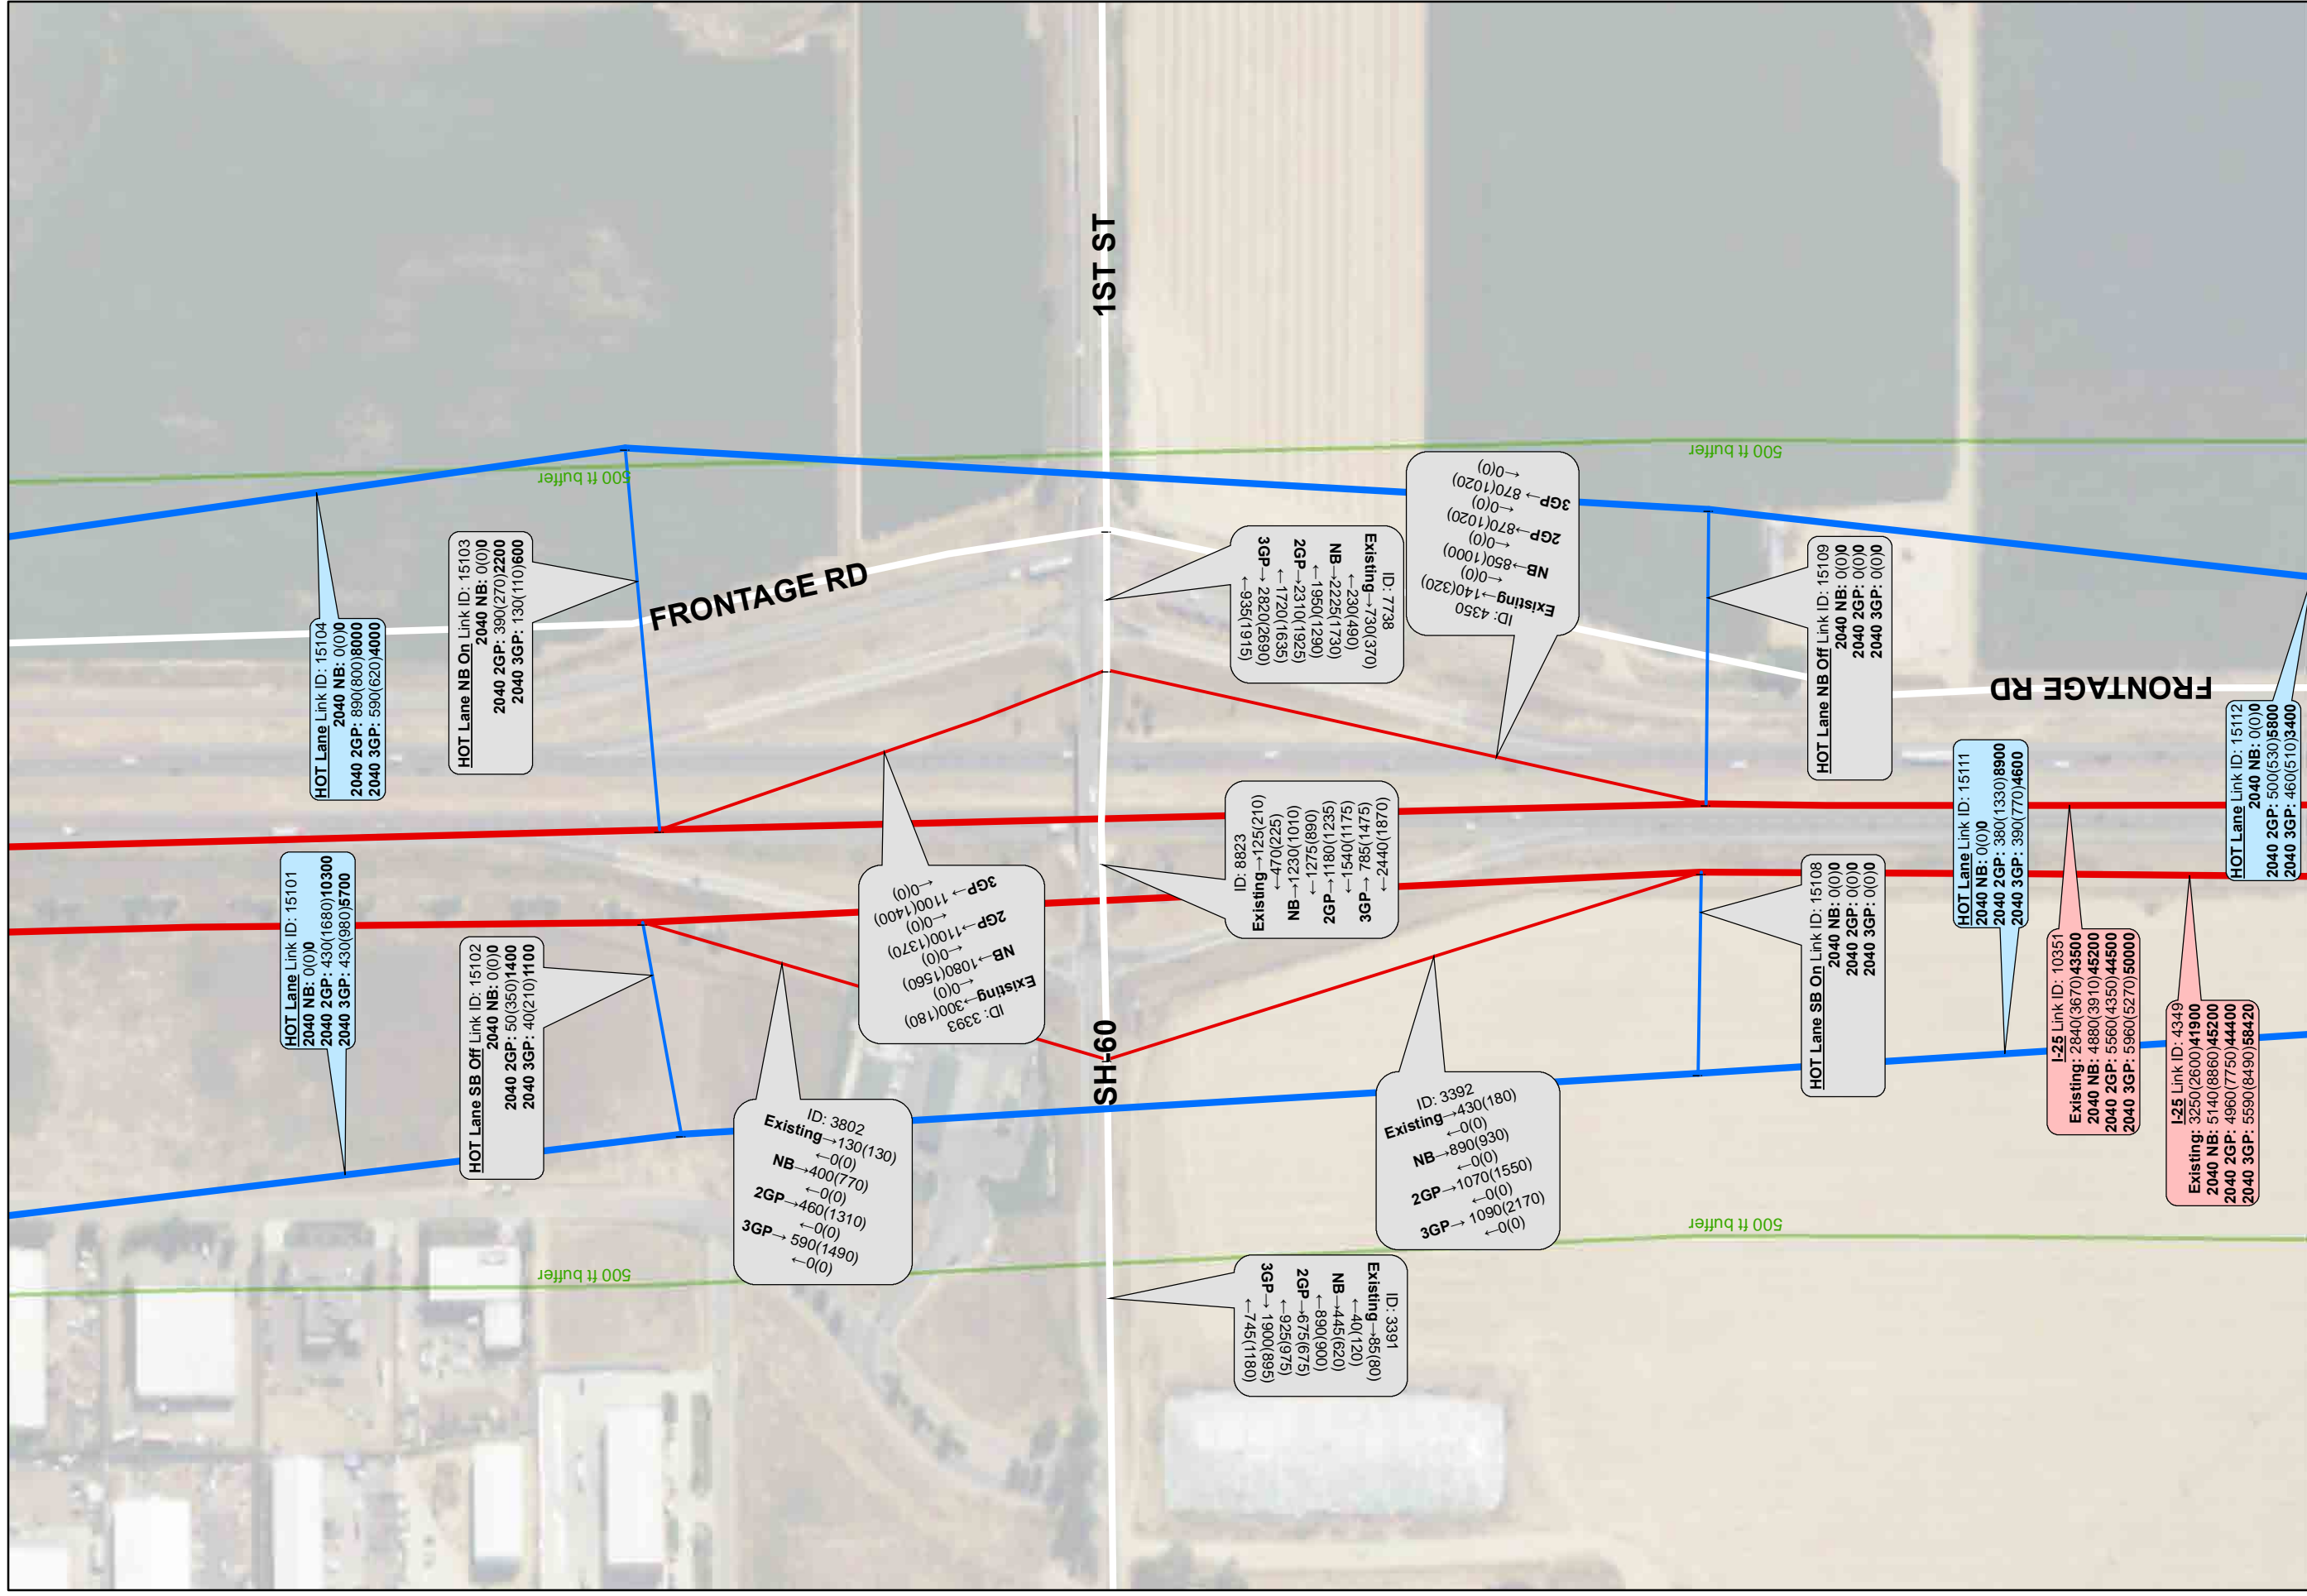 HOT Lane Link ID: 15104
2040 NB: 0(0)0
2040 2GP: 890(800)8000
2040 3GP: 590(620)4000
HOT Lane NB On Link ID: 15103
2040 NB: 0(0)0
2040 2GP: 390(270)2200
2040 3GP: 130(110)600
HOT Lane Link ID: 15101
2040 NB: 0(0)0
2040 2GP: 430(1680)10300
2040 3GP: 430(980)5700
HOT Lane SB Off Link ID: 15102
2040 NB: 0(0)0
2040 2GP: 50(350)1400
2040 3GP: 40(210)1100
500 ft buffer
500 ft buffer
FRONTAGE RD
1ST ST
SH-60
ID: 3802
Existing→130(130)
←0(0)
NB→400(770)
←0(0)
2GP→460(1310)
←0(0)
3GP→ 590(1490)
←0(0)
ID: 3393
Existing→300(180)
←0(0)
NB→1080(1560)
←0(0)
2GP→1100(1370)
←0(0)
3GP→ 1100(1400)
←0(0)
ID: 7738
Existing→730(370)
←230(490)
NB→2225(1730)
←1950(1290)
2GP→2310(1925)
←1720(1635)
3GP→ 2820(2690)
←935(1915)
ID: 8823
Existing→125(210)
←470(225)
NB→1230(1010)
←1275(890)
2GP→1180(1235)
←1540(1175)
3GP→ 785(1475)
←2440(1870)
ID: 3391
Existing→85(80)
←40(120)
NB→445(620)
←890(900)
2GP→675(675)
←925(975)
3GP→ 1900(895)
←745(1180)
ID: 4350
Existing→140(320)
←0(0)
NB→850(1000)
←0(0)
2GP→870(1020)
←0(0)
3GP→ 870(1020)
←0(0)
ID: 3392
Existing→430(180)
←0(0)
NB→890(930)
←0(0)
2GP→1070(1550)
←0(0)
3GP→ 1090(2170)
←0(0)
500 ft buffer
500 ft buffer
HOT Lane NB Off Link ID: 15109
2040 NB: 0(0)0
2040 2GP: 0(0)0
2040 3GP: 0(0)0
HOT Lane SB On Link ID: 15108
2040 NB: 0(0)0
2040 2GP: 0(0)0
2040 3GP: 0(0)0
FRONTAGE RD
HOT Lane Link ID: 15111
2040 NB: 0(0)0
2040 2GP: 380(1330)8900
2040 3GP: 390(770)4600
I-25 Link ID: 10351
Existing: 2840(3670)43500
2040 NB: 4880(3910)45200
2040 2GP: 5560(4350)44500
2040 3GP: 5960(5270)50000
I-25 Link ID: 4349
Existing: 3250(2600)41900
2040 NB: 5140(8860)45200
2040 2GP: 4960(7750)44400
2040 3GP: 5590(8490)58420
HOT Lane Link ID: 15112
2040 NB: 0(0)0
2040 2GP: 500(530)5800
2040 3GP: 460(510)3400